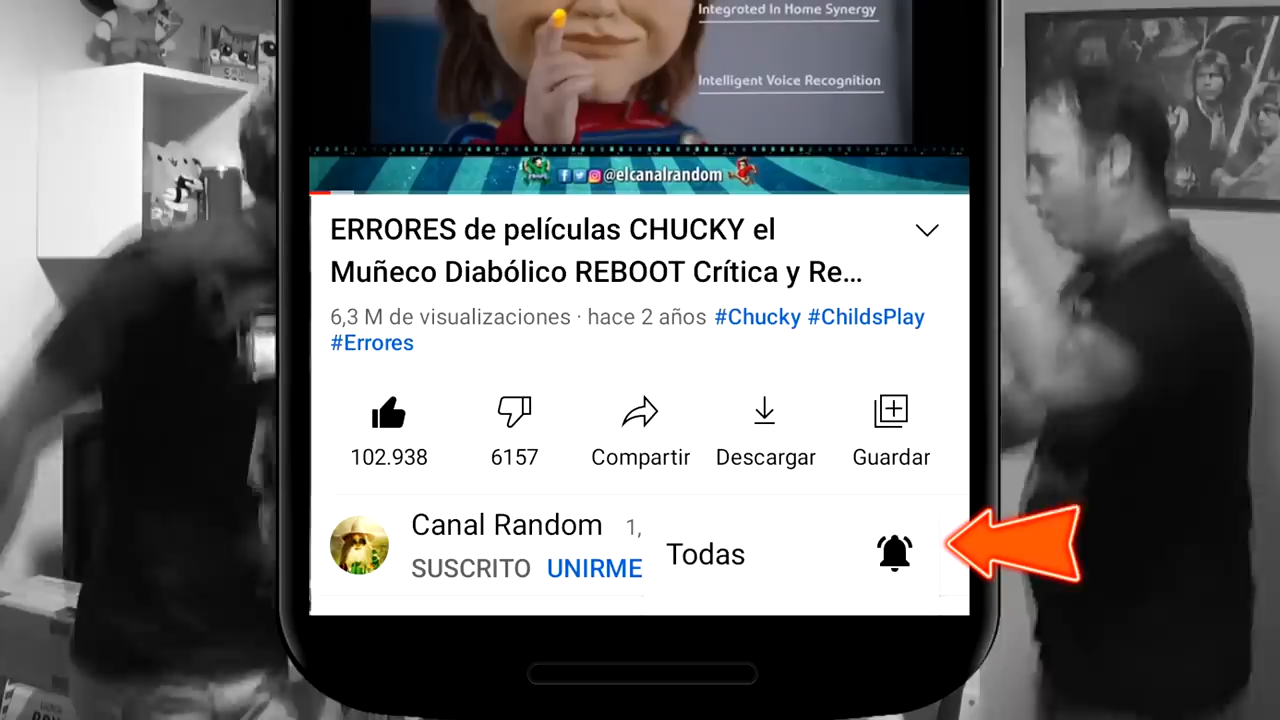 Integrated In Home Synergy
Intelligent Voice Recognition
@elcanalrandom
ERRORES de películas CHUCKY el
Muñeco Diabólico REBOOT Crítica y Re...
6,3 M de visualizaciones · hace 2 años #Chucky #ChildsPlay
#Errores
102.938
6157
Compartir
Descargar
Guardar
Canal Random 1,
SUSCRITO UNIRME
Todas